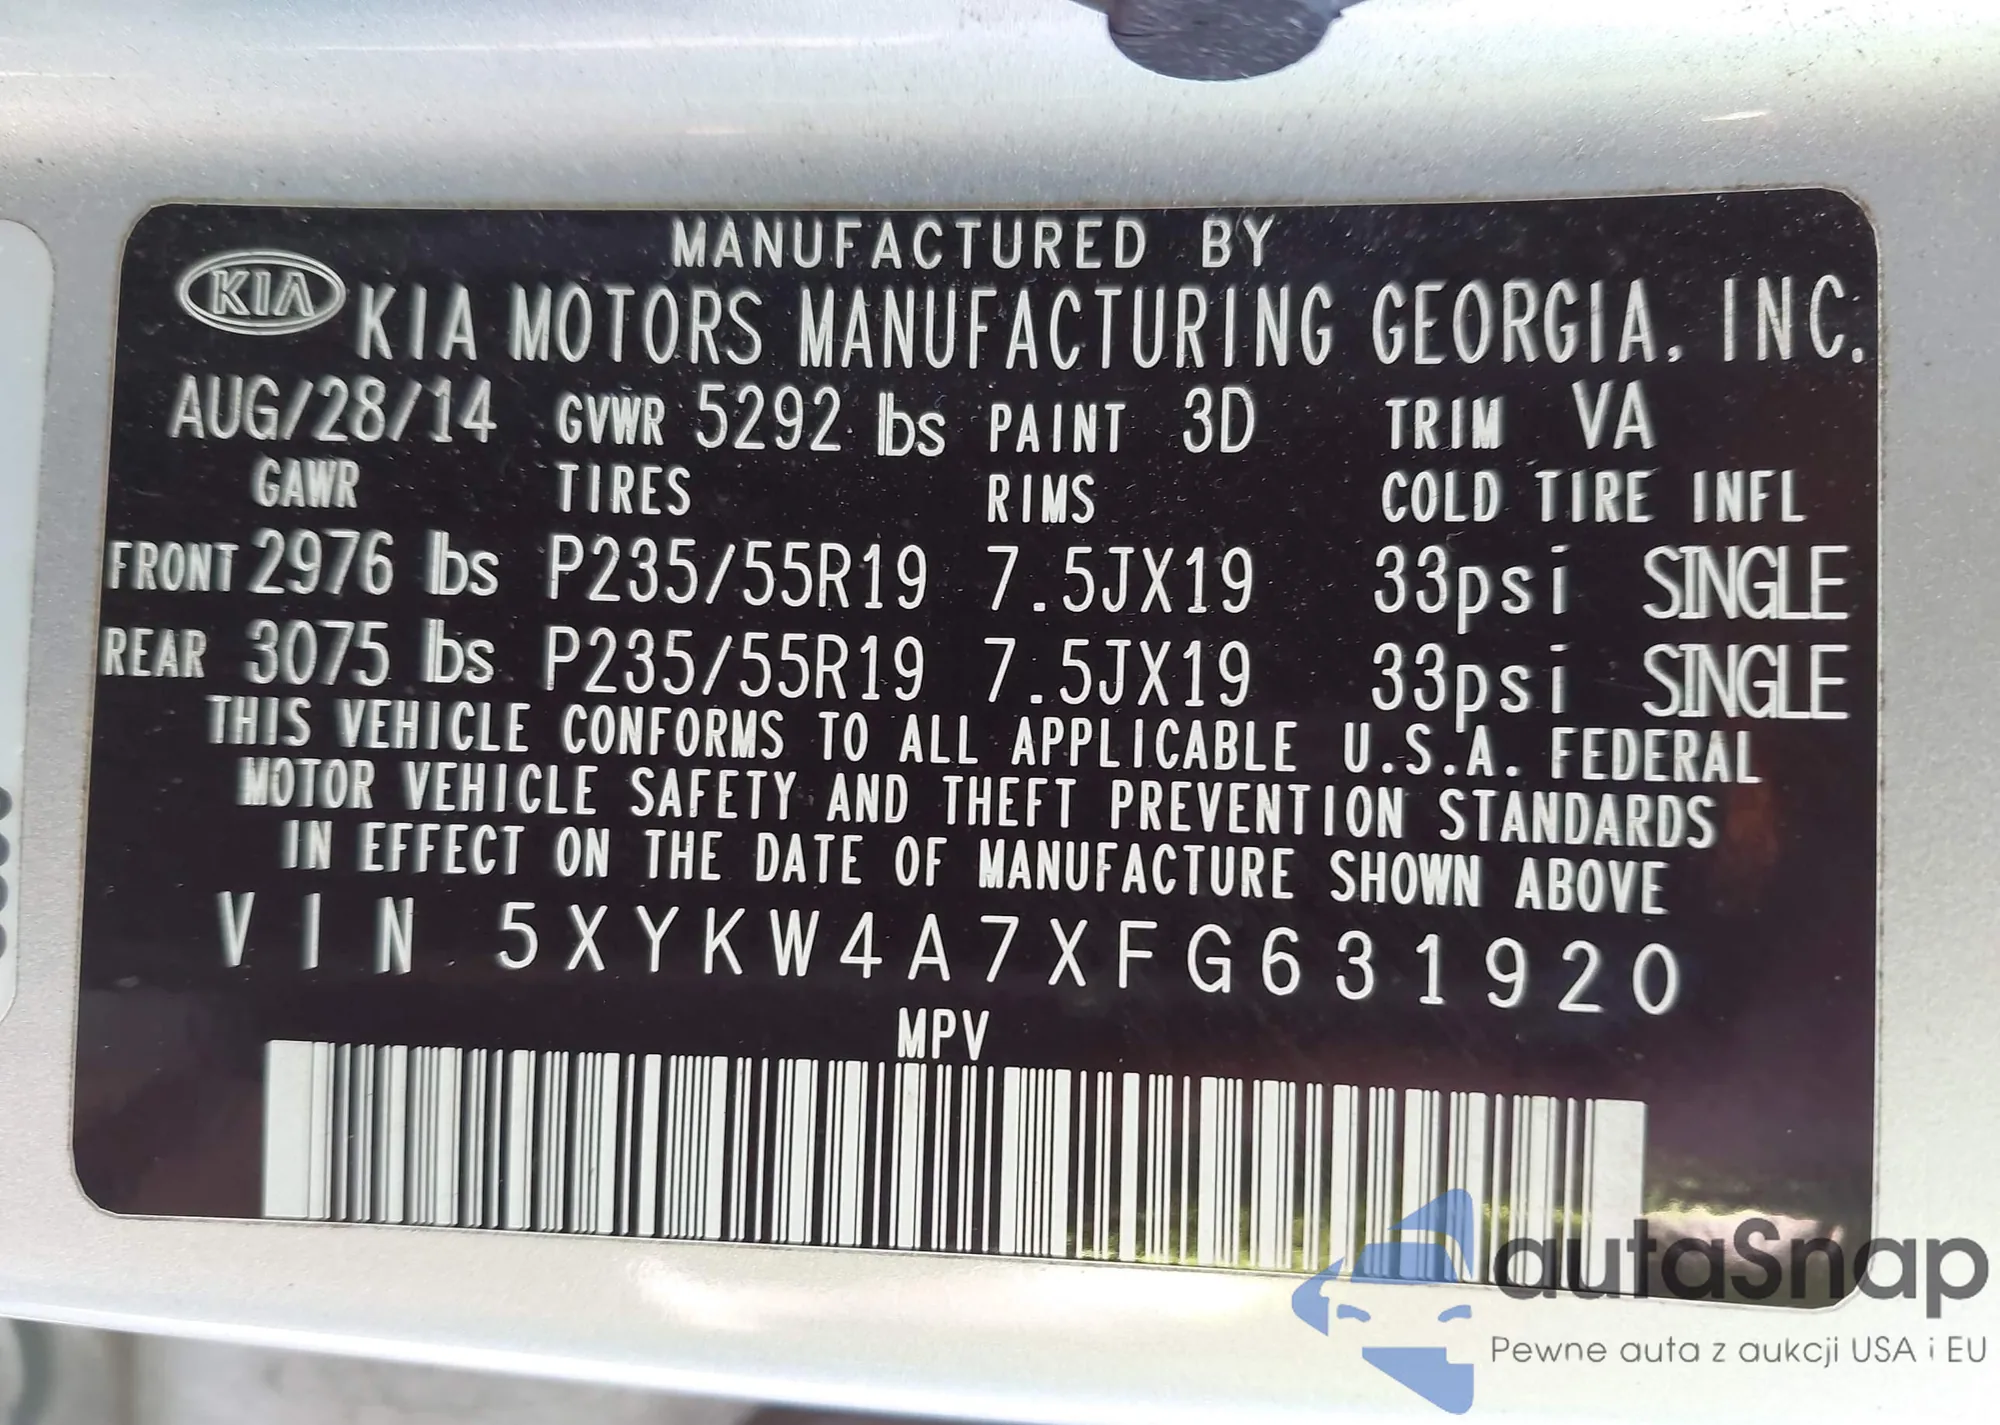 MANUFACTURED BY
KIA KIA MOTORS MANUFACTURING GEORGIA, INC.
AUG/28/14 GVWR 5292 lbs PAINT 3D TRIM VA
GAWR TIRES RIMS COLD TIRE INFL
FRONT 2976 lbs P235/55R19 7.5JX19 33psi SINGLE
REAR 3075 lbs P235/55R19 7.5JX19 33psi SINGLE
THIS VEHICLE CONFORMS TO ALL APPLICABLE U.S.A. FEDERAL
MOTOR VEHICLE SAFETY AND THEFT PREVENTION STANDARDS
IN EFFECT ON THE DATE OF MANUFACTURE SHOWN ABOVE
VIN 5XYKW4A7XFG631920
MPV
autaSnap
Pewne auta z aukcji USA i EU